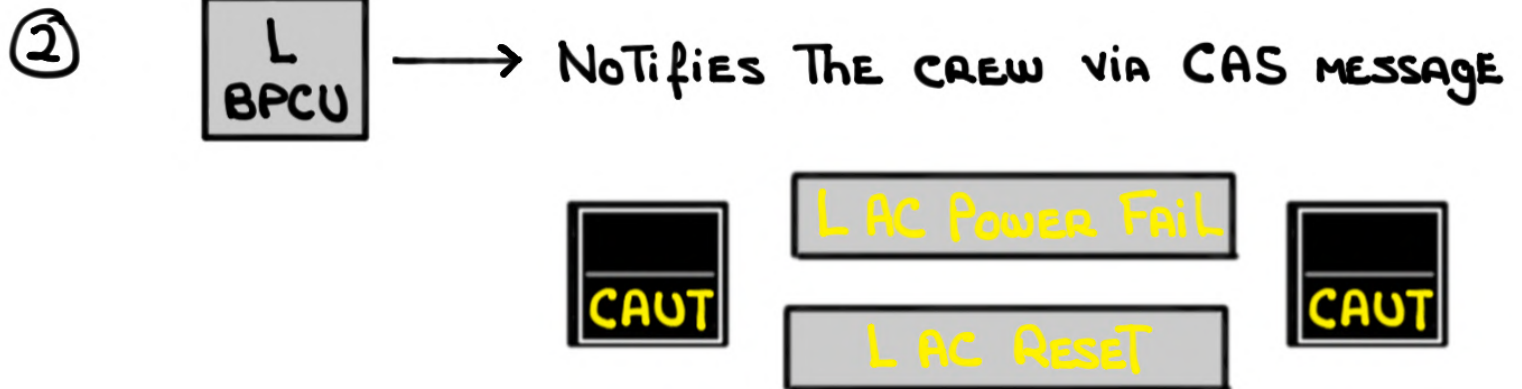 2
L
BPCU
NOTIFIES THE CREW VIA CAS MESSAGE
L AC POWER FAIL
CAUT
CAUT
L AC RESET